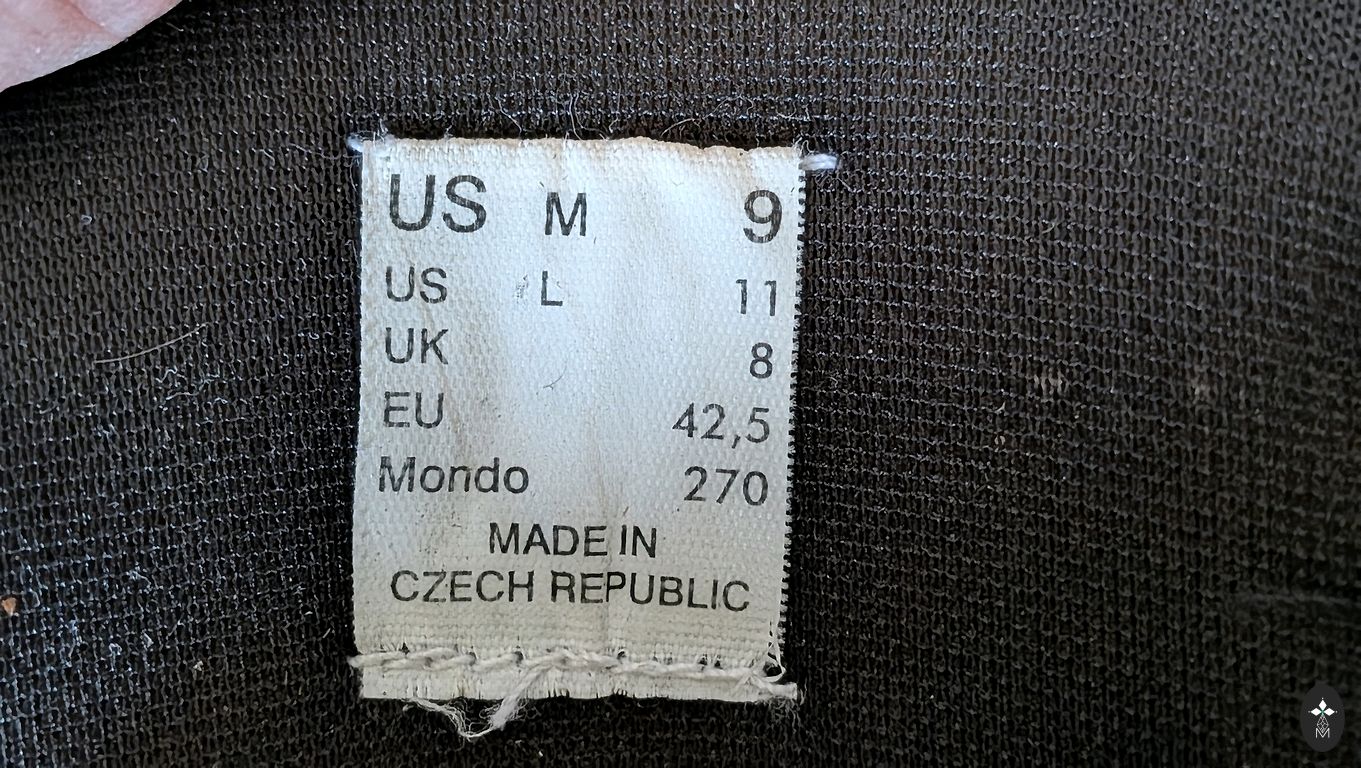 US M 9
US L 11
UK 8
EU 42,5
Mondo 270
MADE IN
CZECH REPUBLIC
M